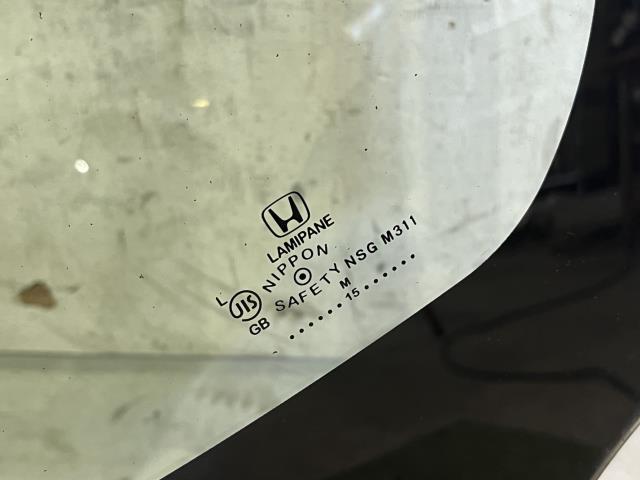 LAMIPANE
NIPPON
L
JIS
SAFETY NSG M311
GB
M
••••••15••••••